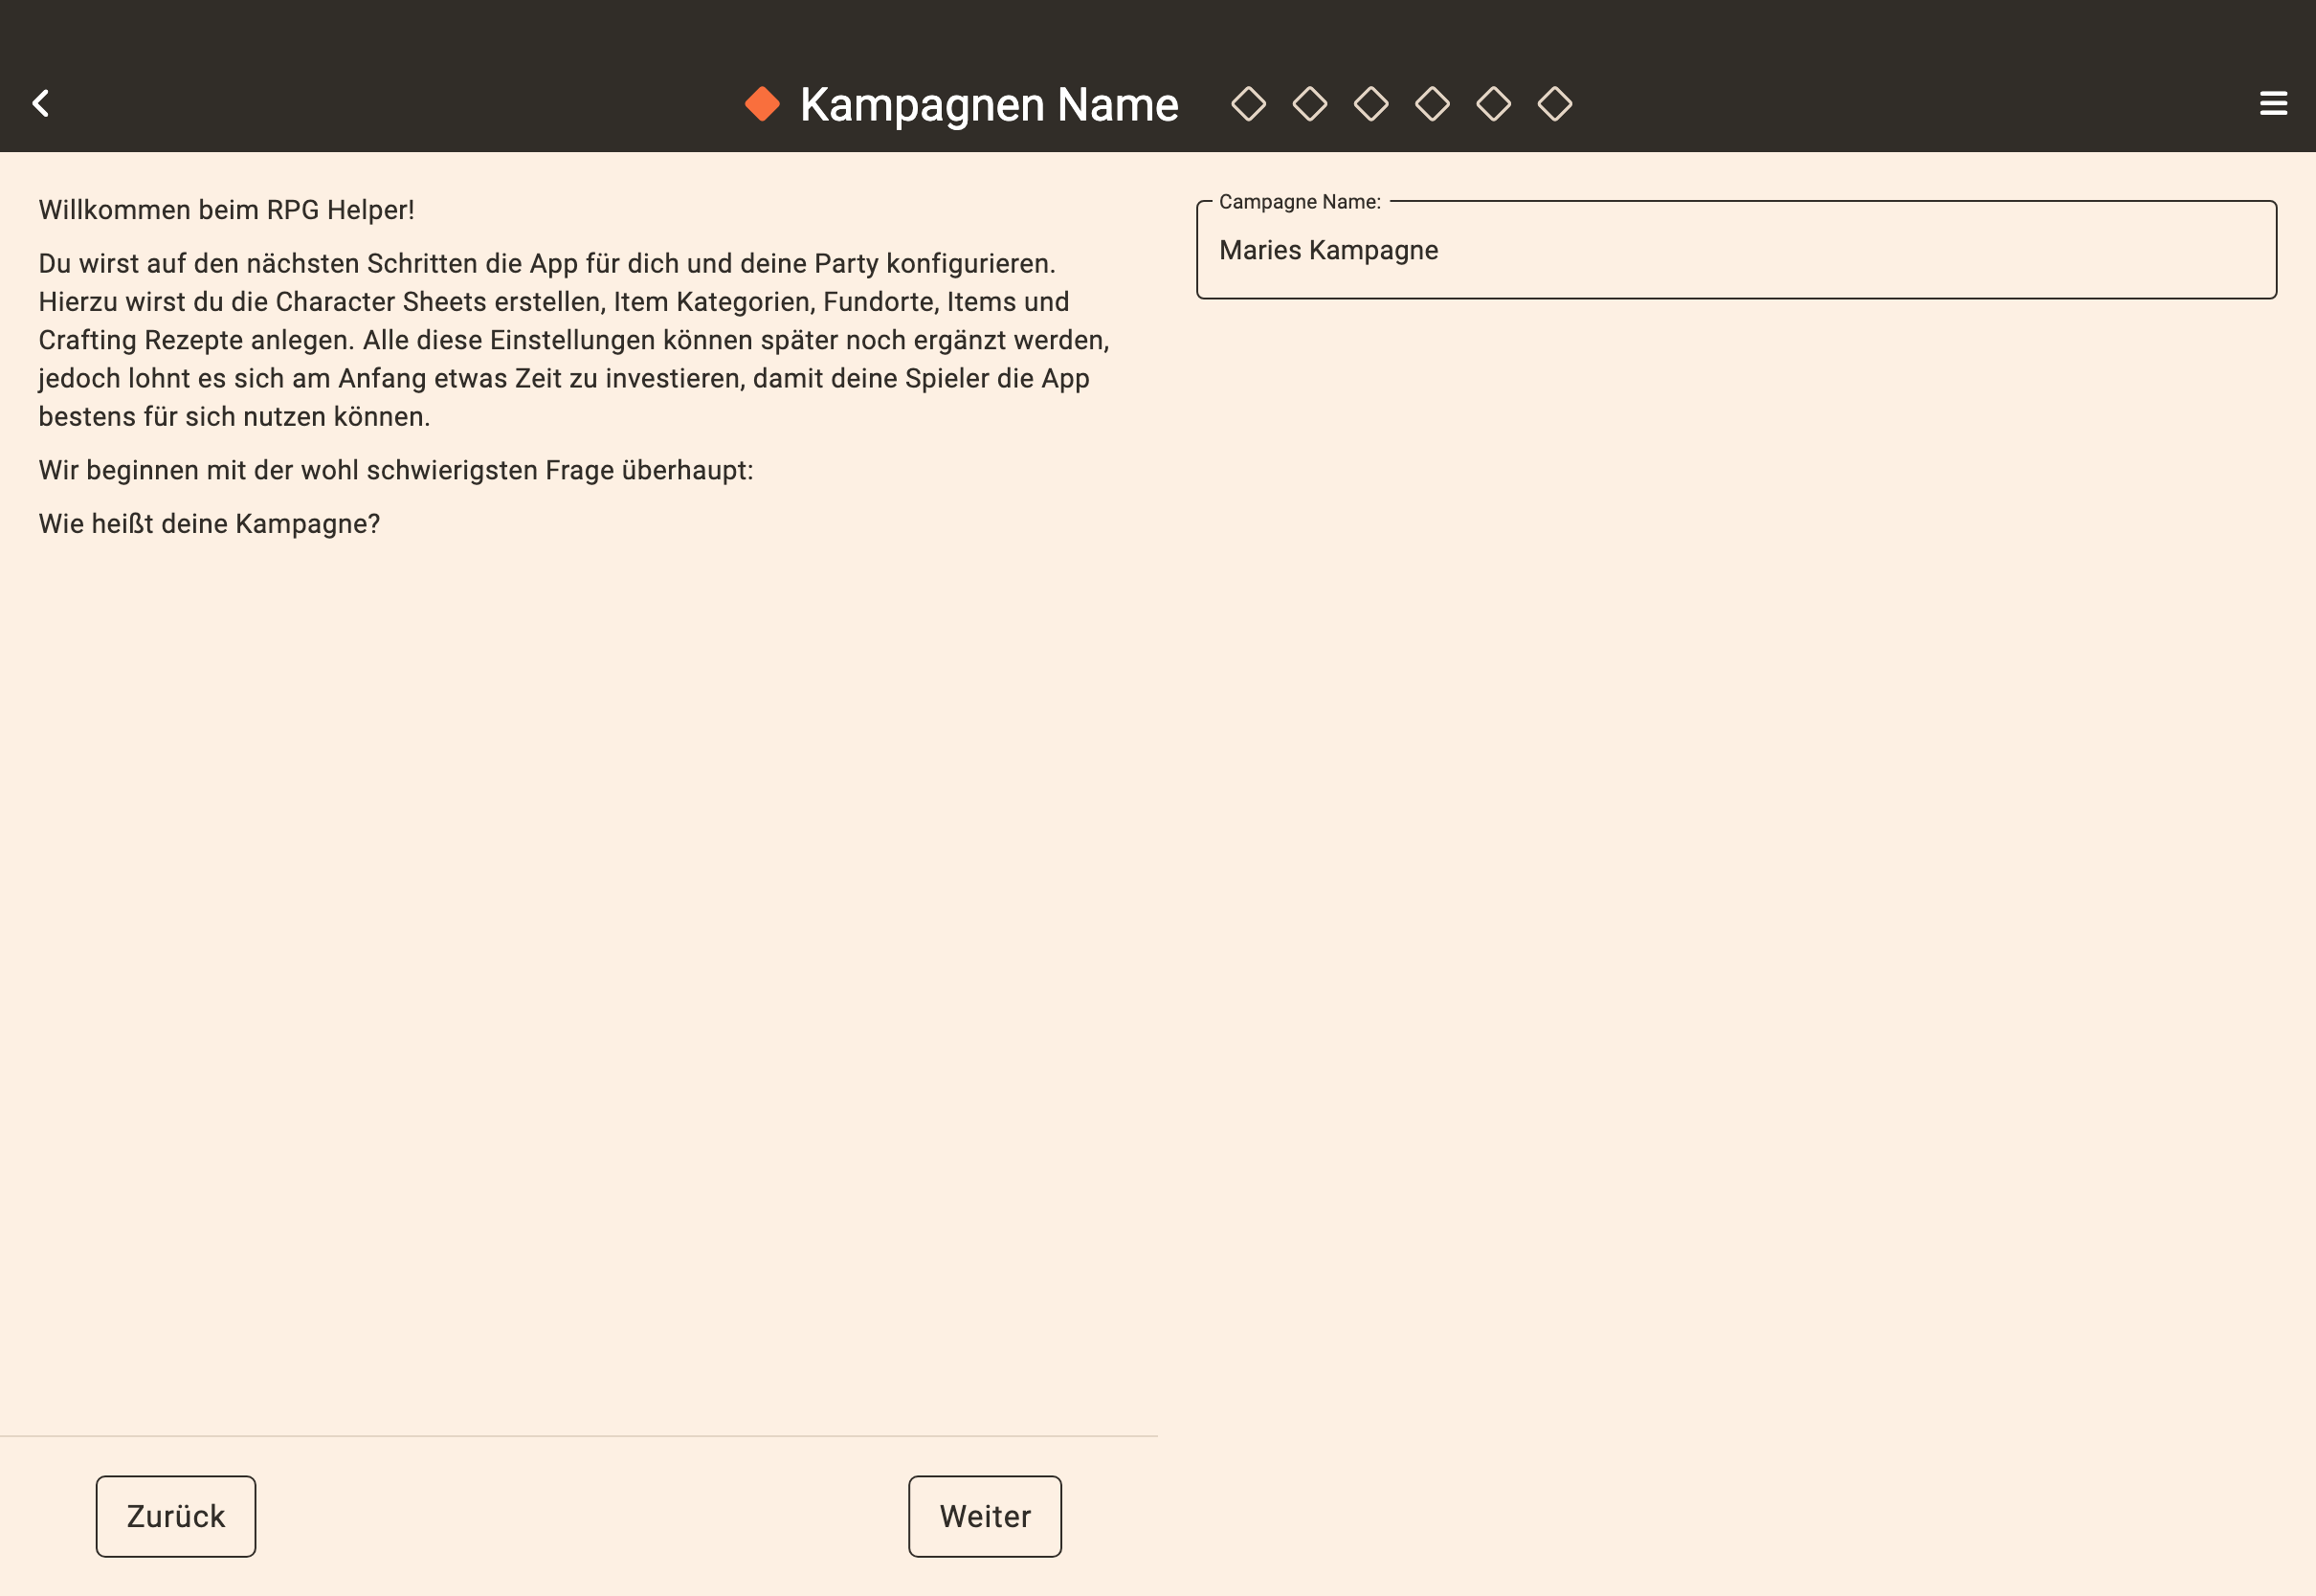 Kampagnen Name
Willkommen beim RPG Helper!
Du wirst auf den nächsten Schritten die App für dich und deine Party konfigurieren.
Hierzu wirst du die Character Sheets erstellen, Item Kategorien, Fundorte, Items und
Crafting Rezepte anlegen. Alle diese Einstellungen können später noch ergänzt werden,
jedoch lohnt es sich am Anfang etwas Zeit zu investieren, damit deine Spieler die App
bestens für sich nutzen können.
Wir beginnen mit der wohl schwierigsten Frage überhaupt:
Wie heißt deine Kampagne?
Campagne Name:
Maries Kampagne
Zurück
Weiter